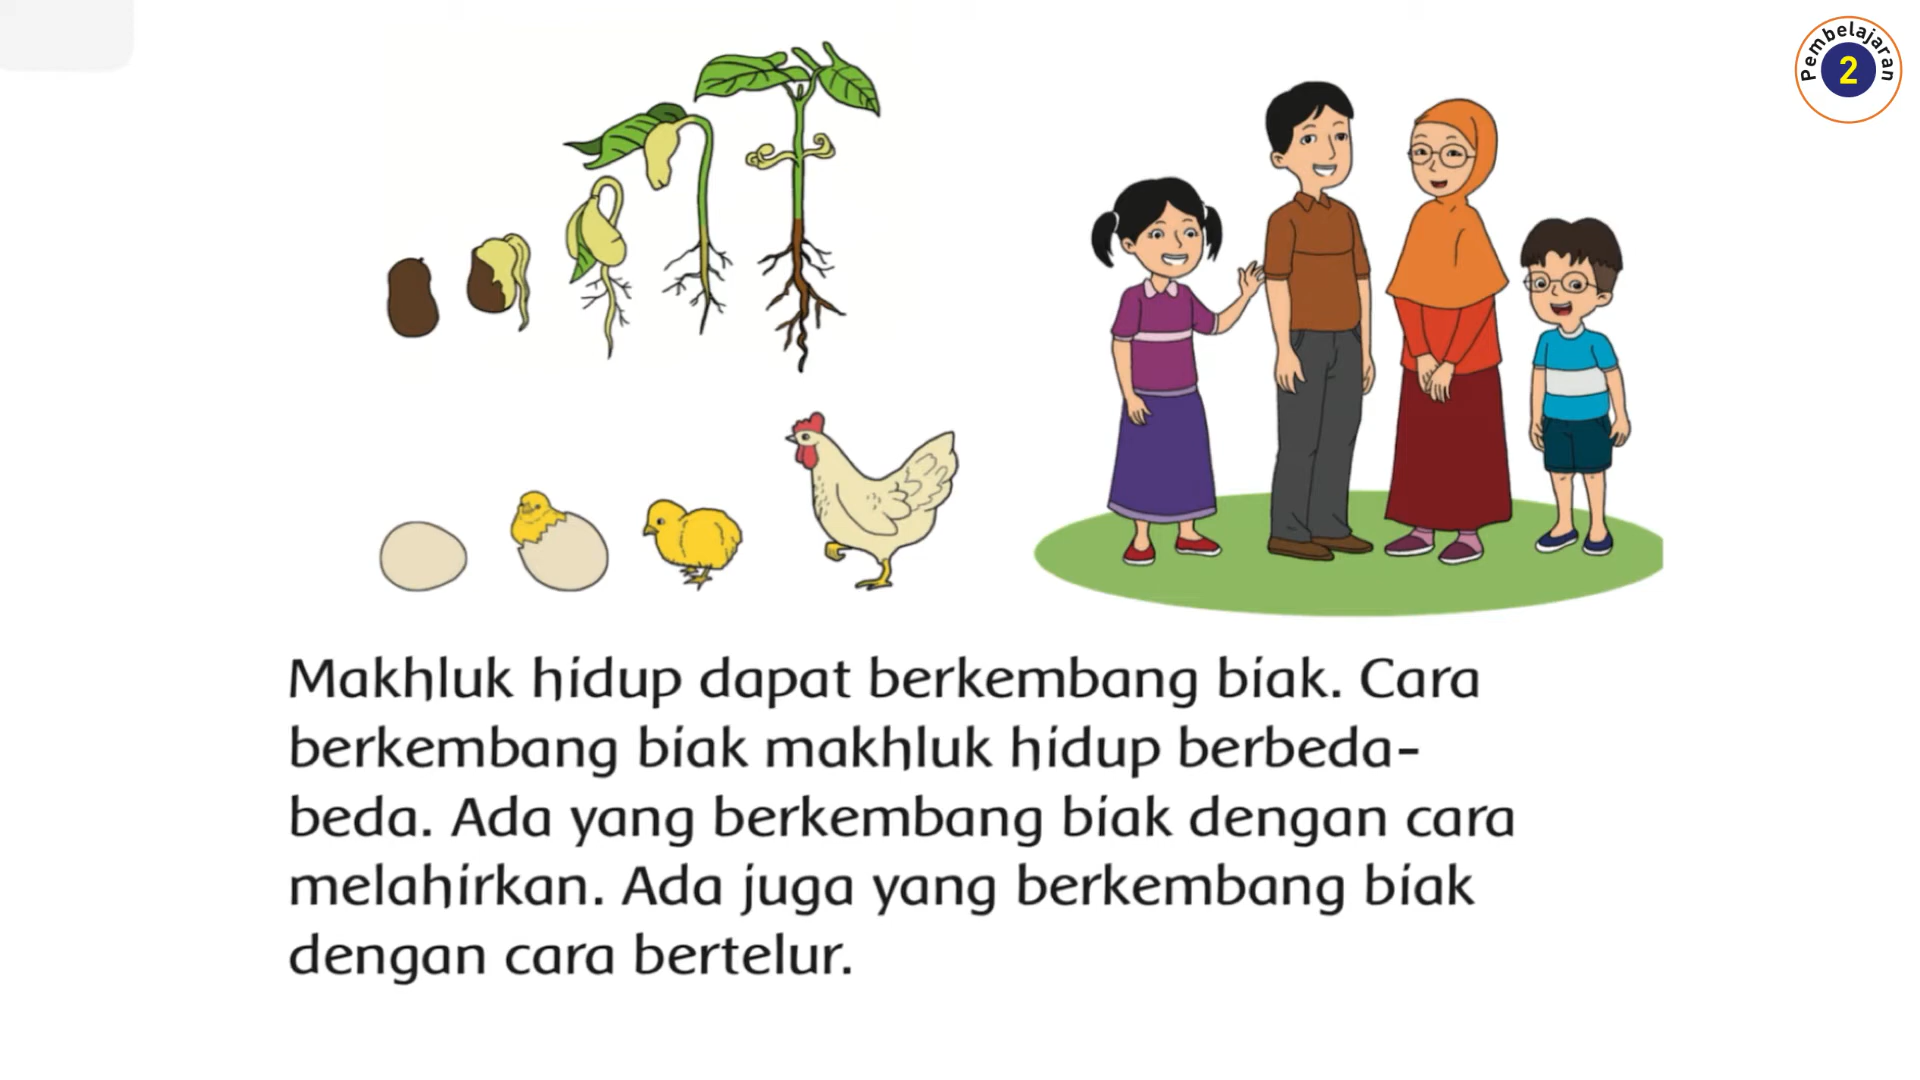 Pembelajaran
2
Makhluk hidup dapat berkembang biak. Cara
berkembang biak makhluk hidup berbeda-
beda. Ada yang berkembang biak dengan cara
melahirkan. Ada juga yang berkembang biak
dengan cara bertelur.